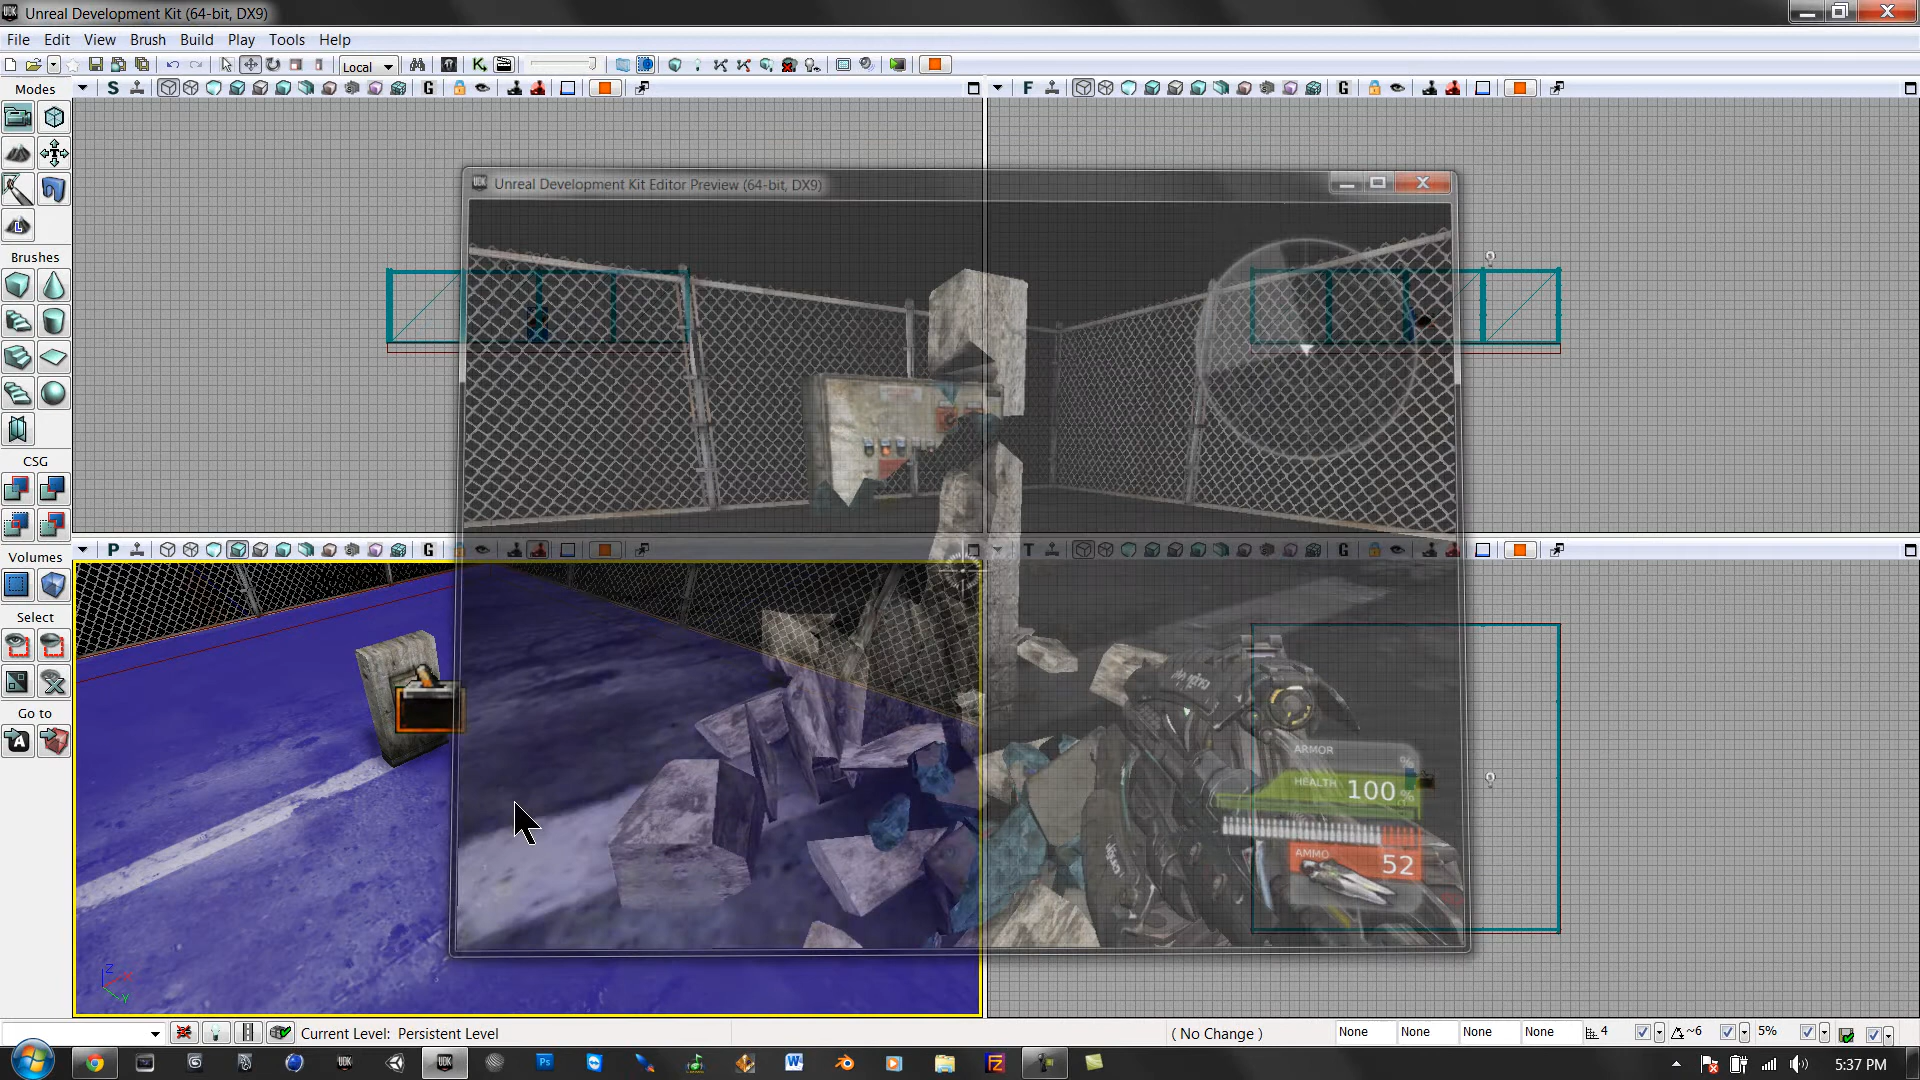 Unreal Development Kit (64-bit, DX9)
File Edit View Brush Build Play Tools Help
Local
Modes
S G F G
Unreal Development Kit Editor Preview (64-bit, DX9)
Brushes
CSG
Volumes
P G T G
Select
Go to
ARMOR
%
HEALTH 100 %
AMMO 52
Current Level: Persistent Level
( No Change )
None None None None 4 ~6 5%
5:37 PM